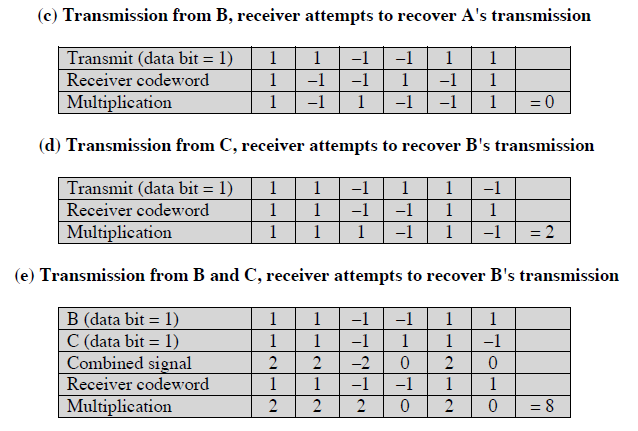 (c) Transmission from B, receiver attempts to recover A's transmission
Transmit (data bit = 1) 1 1 –1 –1 1 1
Receiver codeword 1 –1 –1 1 –1 1
Multiplication 1 –1 1 –1 –1 1 = 0
(d) Transmission from C, receiver attempts to recover B's transmission
Transmit (data bit = 1) 1 1 –1 1 1 –1
Receiver codeword 1 1 –1 –1 1 1
Multiplication 1 1 1 –1 1 –1 = 2
(e) Transmission from B and C, receiver attempts to recover B's transmission
B (data bit = 1) 1 1 –1 –1 1 1
C (data bit = 1) 1 1 –1 1 1 –1
Combined signal 2 2 –2 0 2 0
Receiver codeword 1 1 –1 –1 1 1
Multiplication 2 2 2 0 2 0 = 8